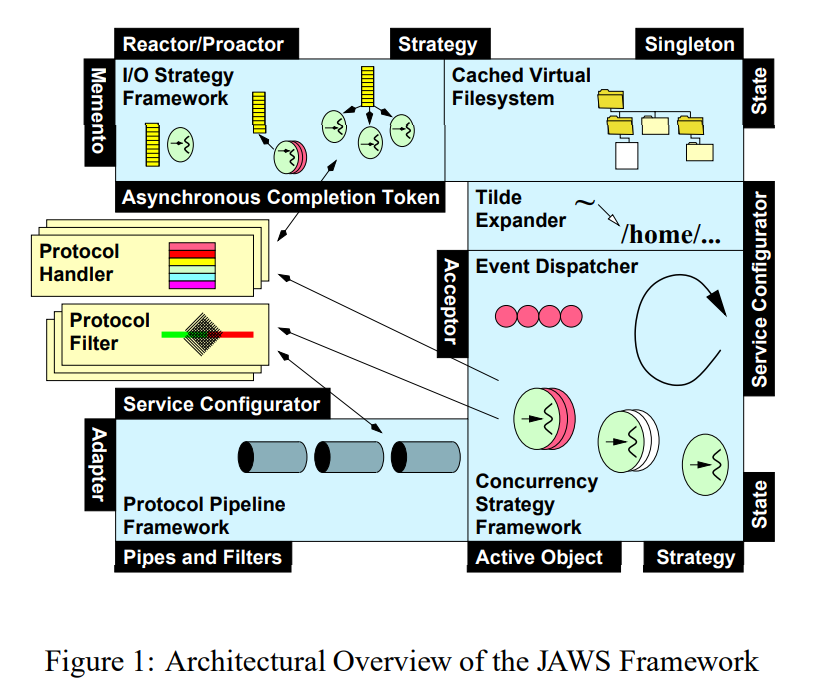 Reactor/Proactor
Strategy
Singleton
Memento
I/O Strategy
Framework
Cached Virtual
Filesystem
State
Asynchronous Completion Token
Tilde
Expander
~
/home/...
Service Configurator
Protocol
Handler
Acceptor
Event Dispatcher
Protocol
Filter
Service Configurator
Adapter
Protocol Pipeline
Framework
Concurrency
Strategy
Framework
State
Pipes and Filters
Active Object
Strategy
Figure 1: Architectural Overview of the JAWS Framework